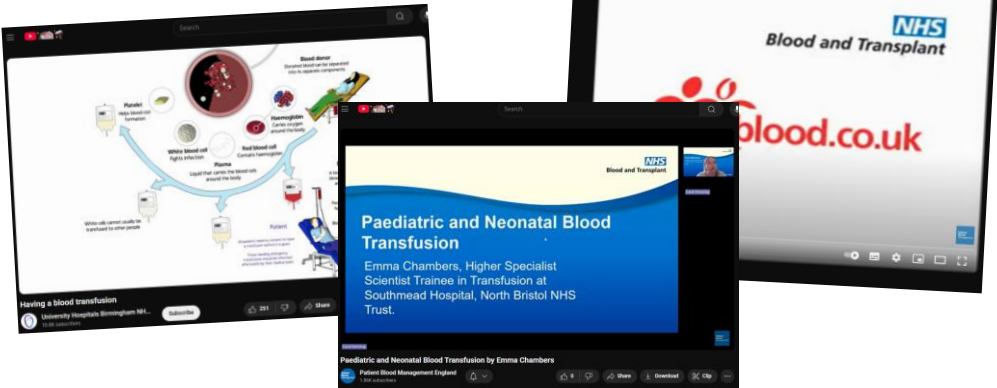 Search
Blood donor
Donated blood can be separated
into its separate components.
Platelet
Helps blood clot
formation
Haemoglobin
Carries oxygen
around the body.
White blood cell
Fights infection
Red blood cell
Contains haemoglobin.
Plasma
Liquid that carries the blood cells
around the body.
White cells cannot usually be
transfused to other people
Patient
Having a blood transfusion
University Hospitals Birmingham NH...
Subscribe
251
Share
Search
NHS
Blood and Transplant
Paediatric and Neonatal Blood
Transfusion
Emma Chambers, Higher Specialist
Scientist Trainee in Transfusion at
Southmead Hospital, North Bristol NHS
Trust.
Paediatric and Neonatal Blood Transfusion by Emma Chambers
Patient Blood Management England
subscribers
8
Share
Download
Clip
NHS
Blood and Transplant
blood.co.uk